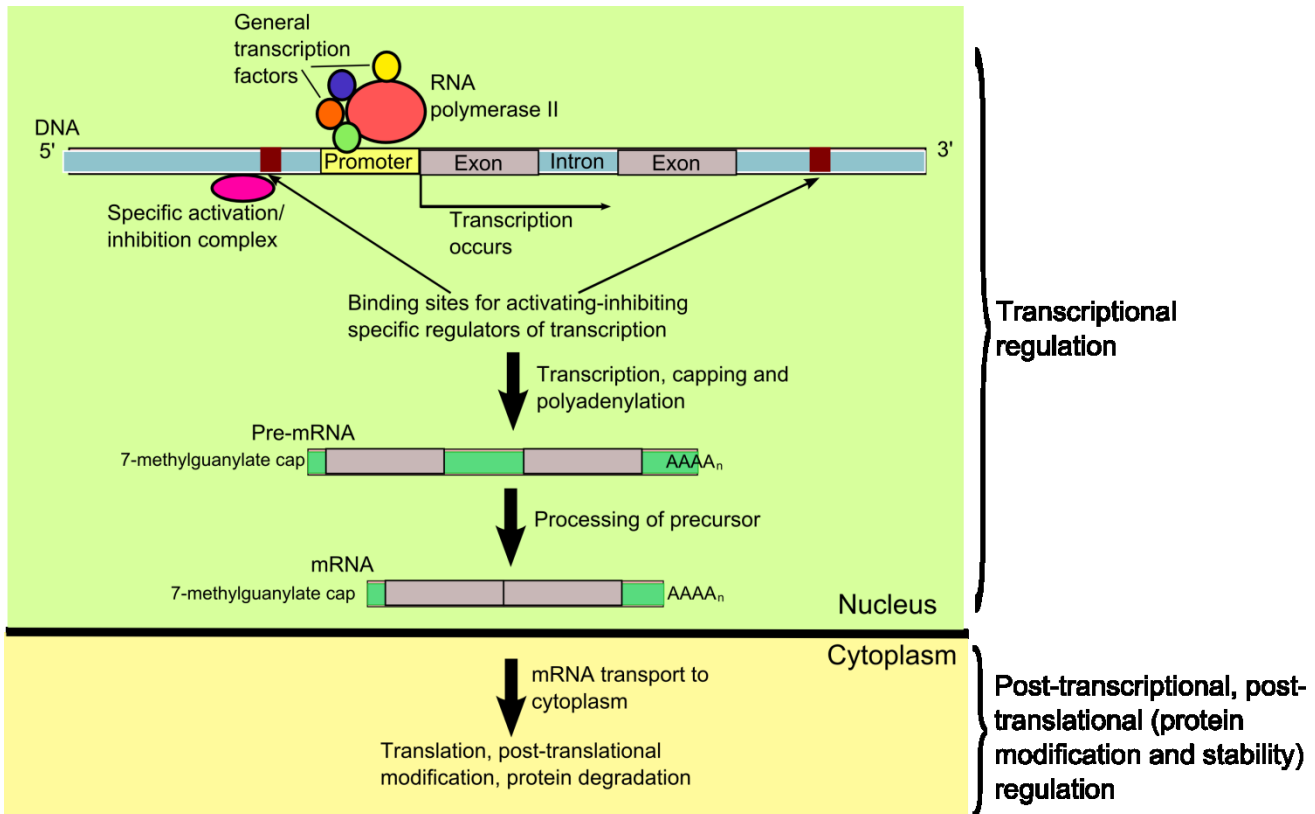 General
transcription
factors
RNA
polymerase II
DNA
5'
3'
Promoter
Exon
Intron
Exon
Specific activation/
inhibition complex
Transcription
occurs
Binding sites for activating-inhibiting
specific regulators of transcription
Transcriptional
regulation
Transcription, capping and
polyadenylation
Pre-mRNA
7-methylguanylate cap
AAAAn
Processing of precursor
mRNA
7-methylguanylate cap
AAAAn
Nucleus
Cytoplasm
mRNA transport to
cytoplasm
Translation, post-translational
modification, protein degradation
Post-transcriptional, post-
translational (protein
modification and stability)
regulation